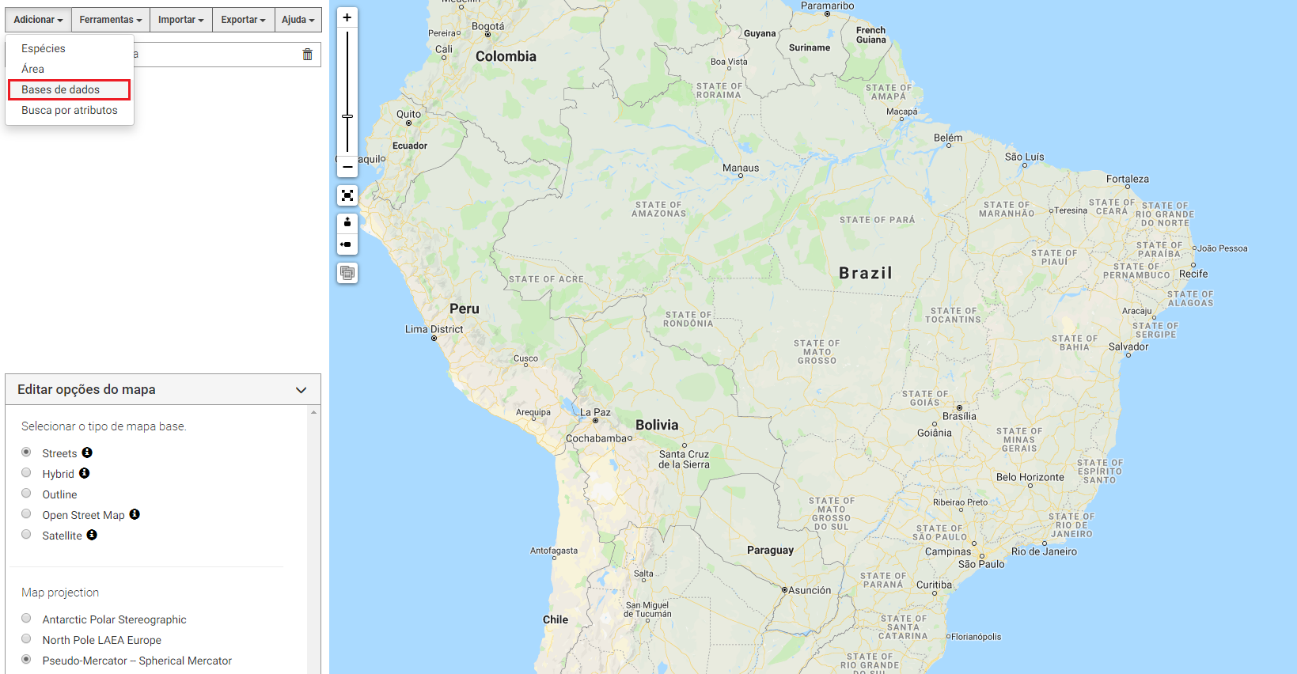 Adicionar
Ferramentas
Importar
Exportar
Ajuda
Espécies
Área
Bases de dados
Busca por atributos
a
Editar opções do mapa
Selecionar o tipo de mapa base.
Streets
Hybrid
Outline
Open Street Map
Satellite
Map projection
Antarctic Polar Stereographic
North Pole LAEA Europe
Pseudo-Mercator – Spherical Mercator
Paramaribo
Bogotá
Pereira
Cali
Colombia
Guyana
Suriname
French
Guiana
Boa Vista
STATE OF
RORAIMA
STATE OF
AMAPÁ
Macapá
Quito
Ecuador
Belém
São Luís
Manaus
Fortaleza
STATE OF
AMAZONAS
STATE OF PARÁ
STATE OF
MARANHÃO
Teresina
STATE OF
CEARÁ
STATE OF
RIO GRANDE
DO NORTE
João Pessoa
STATE OF
PARAÍBA
STATE OF
PIAUÍ
STATE OF
PERNAMBUCO
Recife
Brazil
STATE OF ACRE
STATE OF
ALAGOAS
Peru
Lima District
STATE OF
RONDÔNIA
STATE OF
TOCANTINS
Aracaju
STATE OF
SERGIPE
STATE OF
BAHIA
Salvador
STATE OF
MATO
GROSSO
Cusco
STATE OF
GOIÁS
Brasília
Goiânia
Arequipa
La Paz
Bolivia
Cochabamba
Santa Cruz
de la Sierra
STATE OF
MINAS
GERAIS
STATE OF
ESPÍRITO
SANTO
Belo Horizonte
STATE OF
MATO
GROSSO
DO SUL
Ribeirao Preto
STATE OF
SÃO PAULO
STATE OF
RIO DE
JANEIRO
Campinas
Rio de Janeiro
São Paulo
Antofagasta
Paraguay
Salta
Asunción
STATE OF
PARANÁ
Curitiba
San Miguel
de Tucumán
Chile
STATE OF
SANTA
CATARINA
Florianópolis
STATE OF
RIO GRANDE